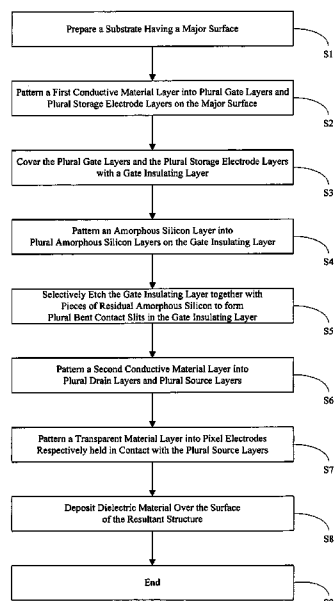 Prepare a Substrate Having a Major Surface
S1
Pattern a First Conductive Material Layer into Plural Gate Layers and
Plural Storage Electrode Layers on the Major Surface
S2
Cover the Plural Gate Layers and the Plural Storage Electrode Layers
with a Gate Insulating Layer
S3
Pattern an Amorphous Silicon Layer into
Plural Amorphous Silicon Layers on the Gate Insulating Layer
S4
Selectively Etch the Gate Insulating Layer together with
Pieces of Residual Amorphous Silicon to form
Plural Bent Contact Slits in the Gate Insulating Layer
S5
Pattern a Second Conductive Material Layer into
Plural Drain Layers and Plural Source Layers
S6
Pattern a Transparent Material Layer into Pixel Electrodes
Respectively held in Contact with the Plural Source Layers
S7
Deposit Dielectric Material Over the Surface
of the Resultant Structure
S8
End